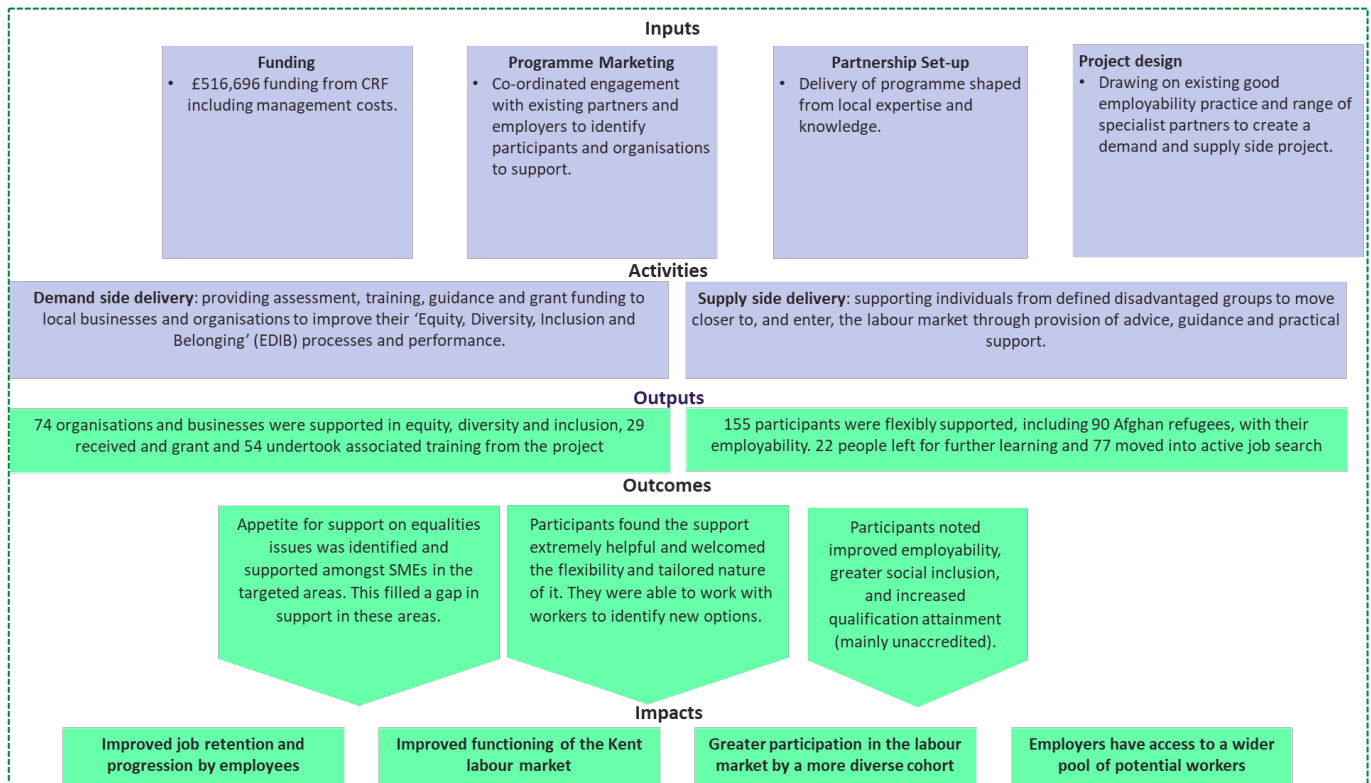 Inputs
Funding
• £516,696 funding from CRF
including management costs.
Programme Marketing
• Co-ordinated engagement
with existing partners and
employers to identify
participants and organisations
to support.
Partnership Set-up
• Delivery of programme shaped
from local expertise and
knowledge.
Project design
• Drawing on existing good
employability practice and range of
specialist partners to create a
demand and supply side project.
Activities
Demand side delivery: providing assessment, training, guidance and grant funding to
local businesses and organisations to improve their ‘Equity, Diversity, Inclusion and
Belonging’ (EDIB) processes and performance.
Supply side delivery: supporting individuals from defined disadvantaged groups to move
closer to, and enter, the labour market through provision of advice, guidance and practical
support.
Outputs
74 organisations and businesses were supported in equity, diversity and inclusion, 29
received and grant and 54 undertook associated training from the project
155 participants were flexibly supported, including 90 Afghan refugees, with their
employability. 22 people left for further learning and 77 moved into active job search
Outcomes
Appetite for support on equalities
issues was identified and
supported amongst SMEs in the
targeted areas. This filled a gap in
support in these areas.
Participants found the support
extremely helpful and welcomed
the flexibility and tailored nature
of it. They were able to work with
workers to identify new options.
Participants noted
improved employability,
greater social inclusion,
and increased
qualification attainment
(mainly unaccredited).
Impacts
Improved job retention and
progression by employees
Improved functioning of the Kent
labour market
Greater participation in the labour
market by a more diverse cohort
Employers have access to a wider
pool of potential workers